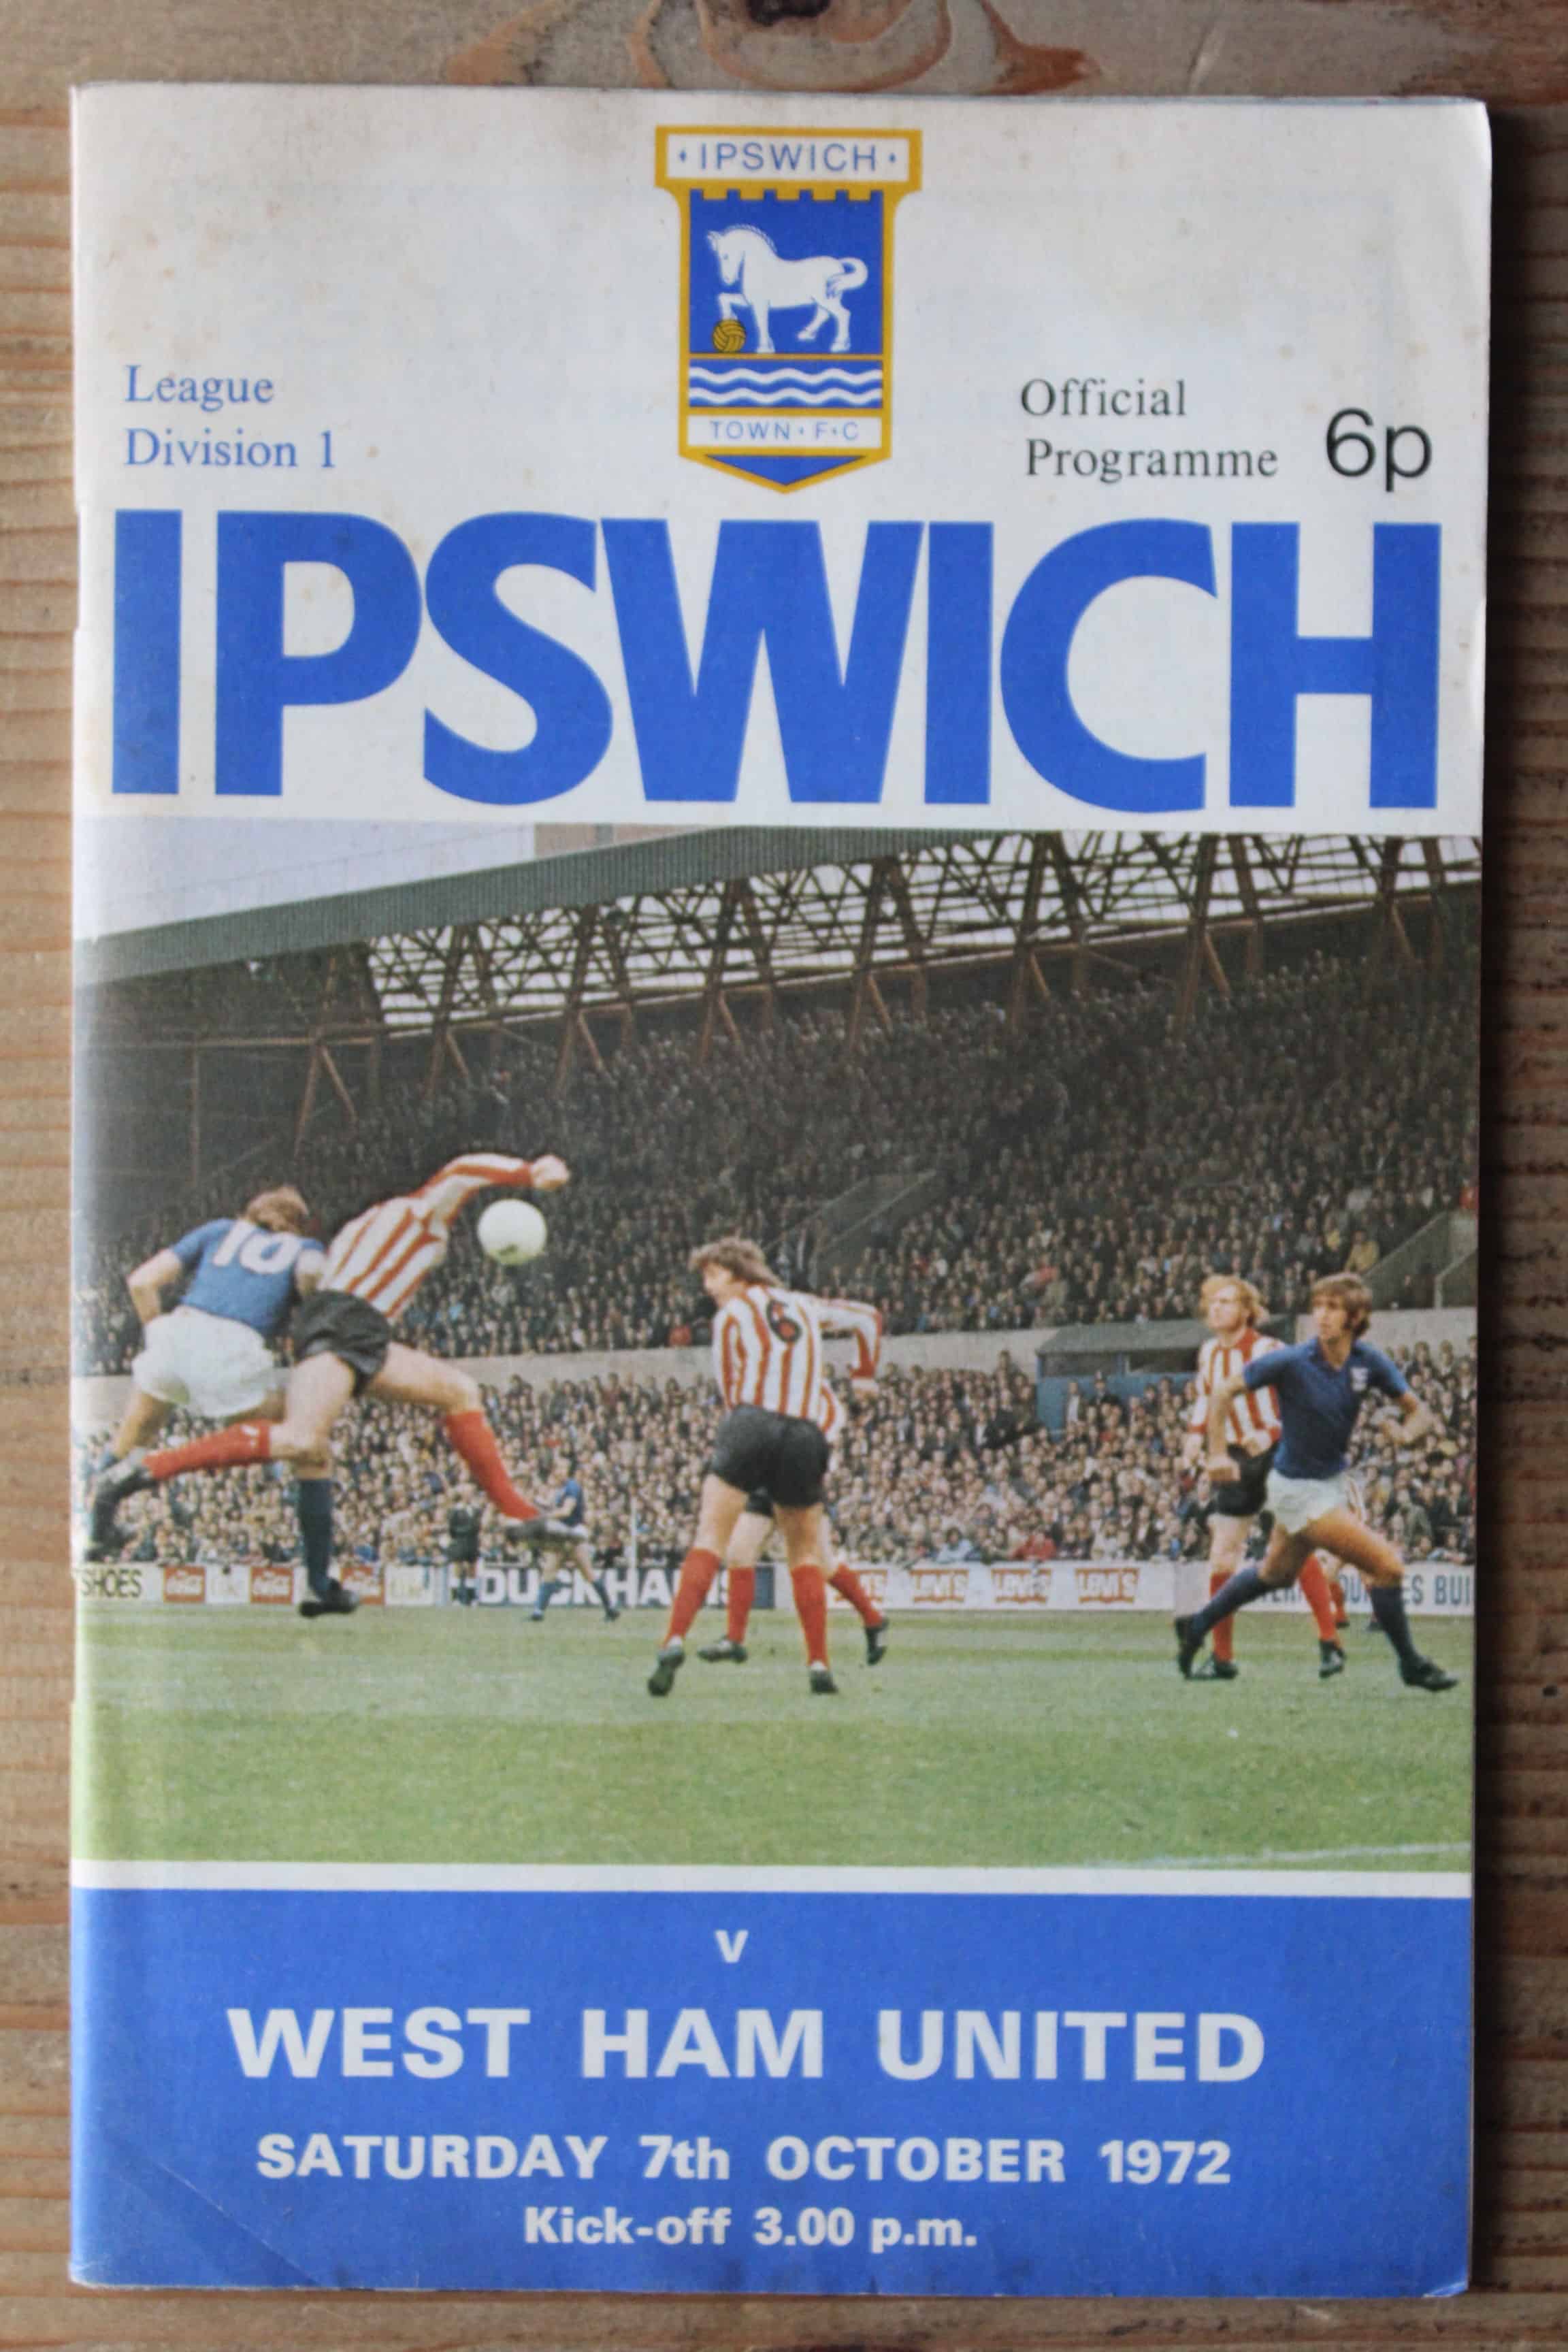 • IPSWICH •
TOWN • F • C
League
Division 1
Official
Programme 6p
IPSWICH
10
6
SHOES
DUCKHAMS
LEVI'S LEVI'S LEVI'S
v
WEST HAM UNITED
SATURDAY 7th OCTOBER 1972
Kick-off 3.00 p.m.